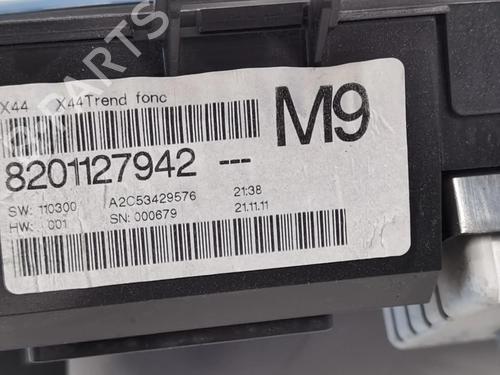 X44 X44Trend fonc
M9
8201127942 ---
SW: 110300 A2C53429576 21:38
HW: 001 SN: 000679 21.11.11